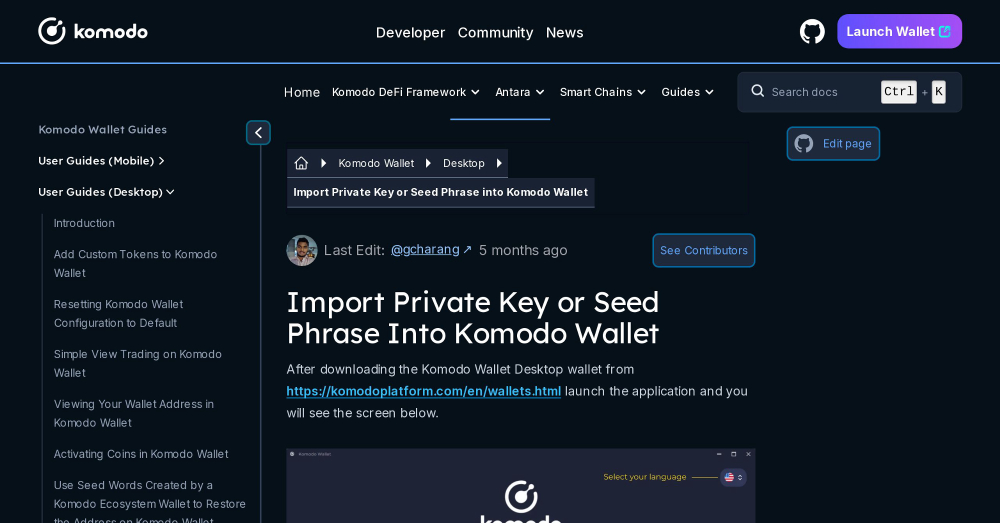 komodo
Developer Community News
Launch Wallet
Home Komodo DeFi Framework Antara Smart Chains Guides
Search docs Ctrl + K
Komodo Wallet Guides
User Guides (Mobile)
User Guides (Desktop)
Introduction
Add Custom Tokens to Komodo
Wallet
Resetting Komodo Wallet
Configuration to Default
Simple View Trading on Komodo
Wallet
Viewing Your Wallet Address in
Komodo Wallet
Activating Coins in Komodo Wallet
Use Seed Words Created by a
Komodo Ecosystem Wallet to Restore
the Address on Komodo Wallet
Komodo Wallet Desktop
Import Private Key or Seed Phrase into Komodo Wallet
Edit page
Last Edit: @gcharang ↗ 5 months ago
See Contributors
Import Private Key or Seed
Phrase Into Komodo Wallet
After downloading the Komodo Wallet Desktop wallet from
https://komodoplatform.com/en/wallets.html launch the application and you
will see the screen below.
Komodo Wallet
Select your language
komodo